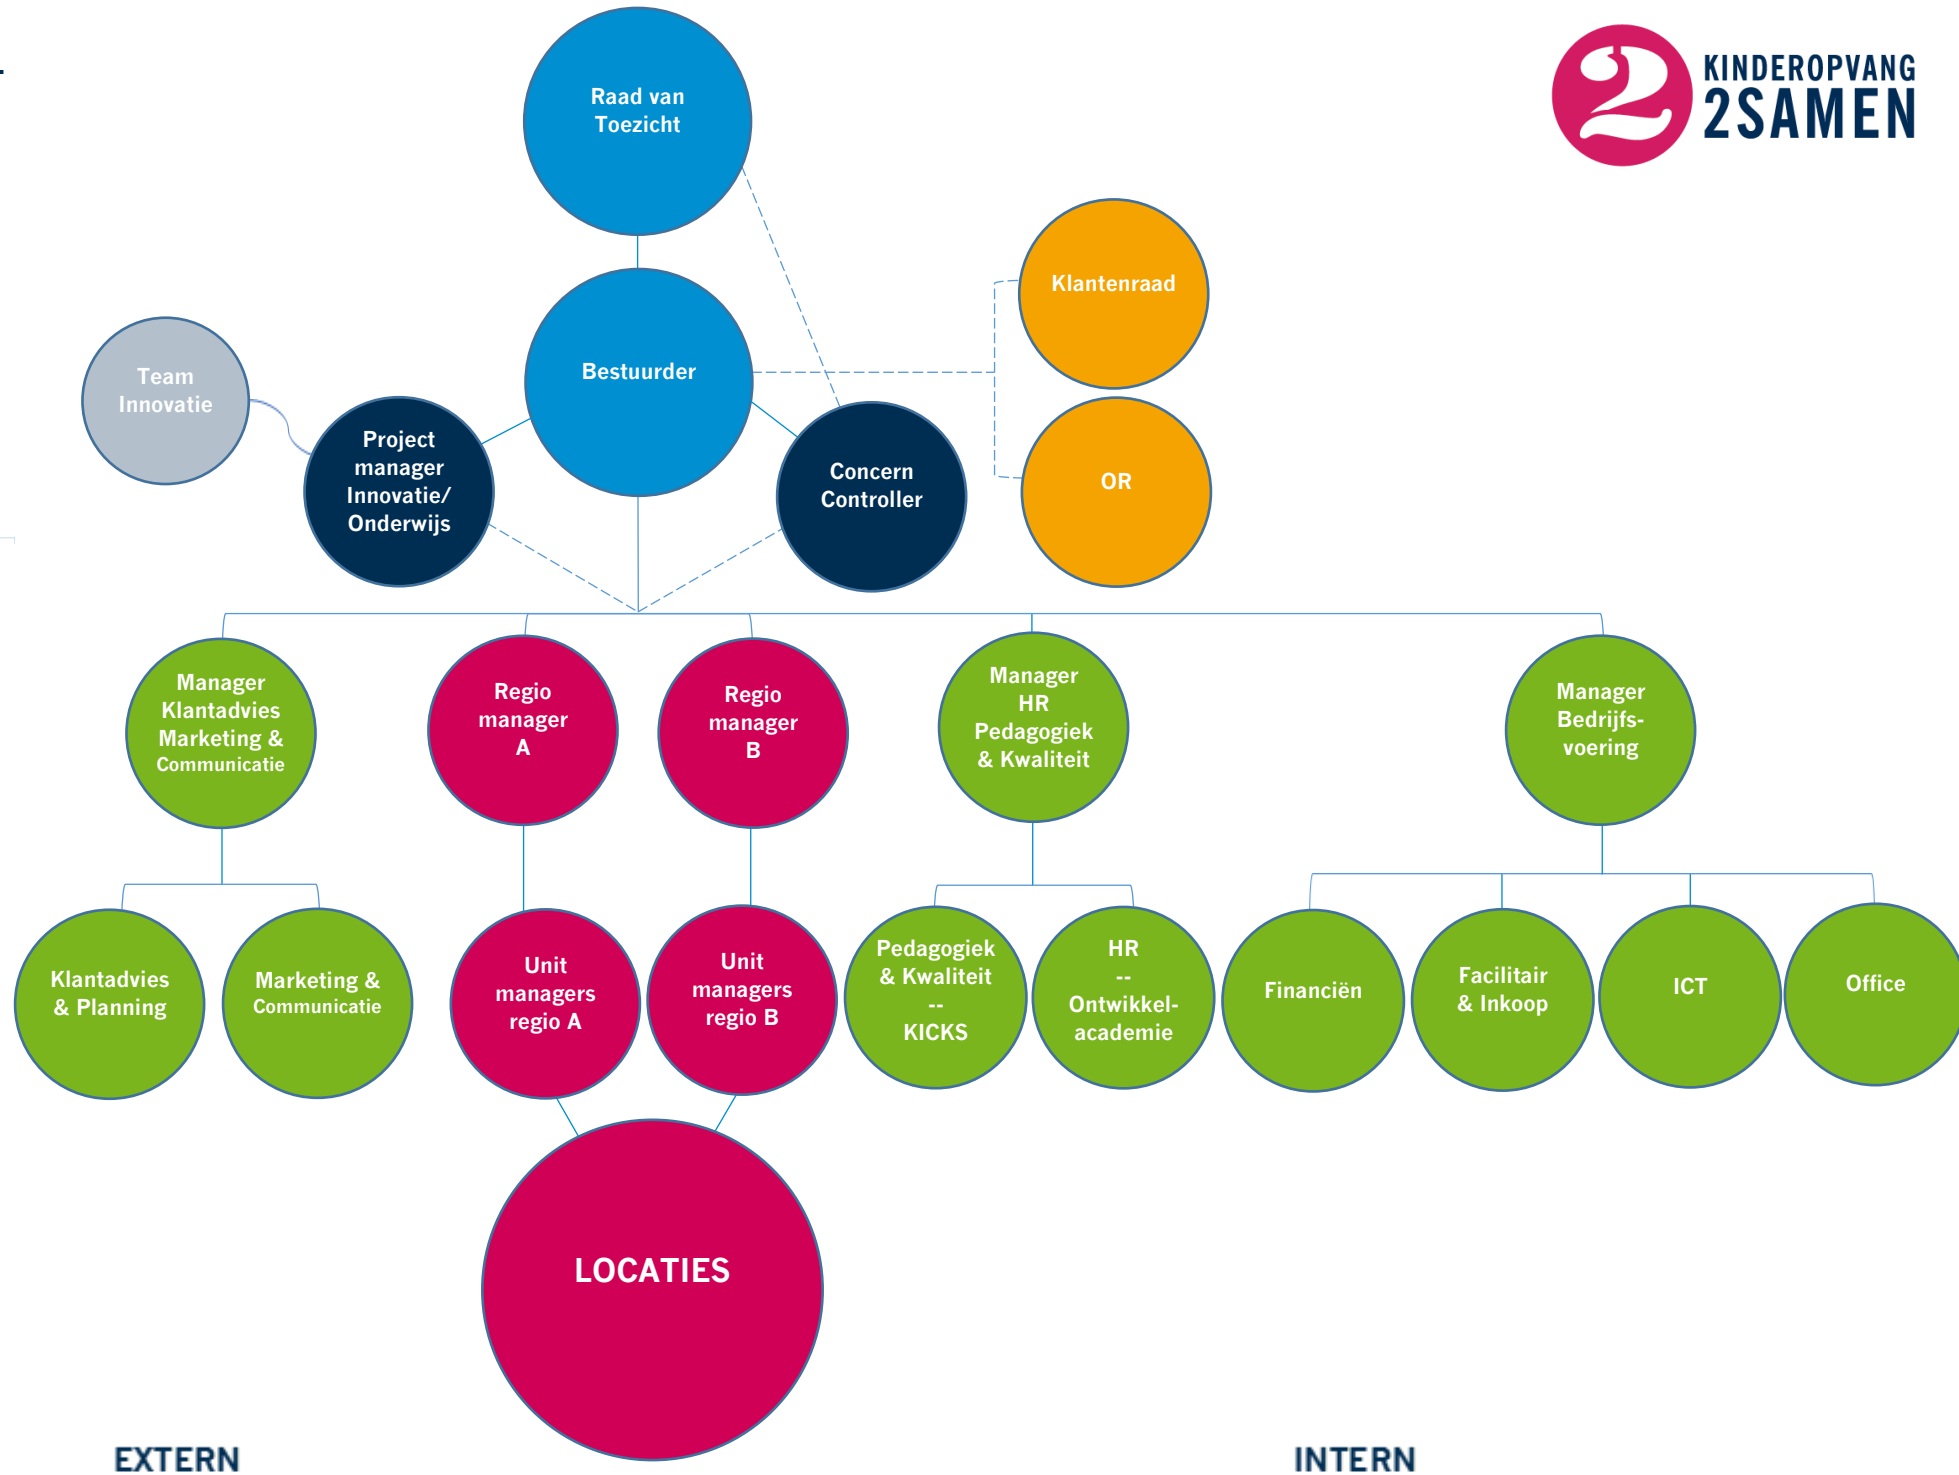 KINDEROPVANG
2SAMEN
Raad van
Toezicht
Klantenraad
Bestuurder
Team
Innovatie
Project
manager
Innovatie/
Onderwijs
Concern
Controller
OR
Manager
Klantadvies
Marketing &
Communicatie
Regio
manager
A
Regio
manager
B
Manager
HR
Pedagogiek
& Kwaliteit
Manager
Bedrijfs-
voering
Klantadvies
& Planning
Marketing &
Communicatie
Unit
managers
regio A
Unit
managers
regio B
Pedagogiek
& Kwaliteit
--
KICKS
HR
--
Ontwikkel-
academie
Financiën
Facilitair
& Inkoop
ICT
Office
LOCATIES
EXTERN
INTERN